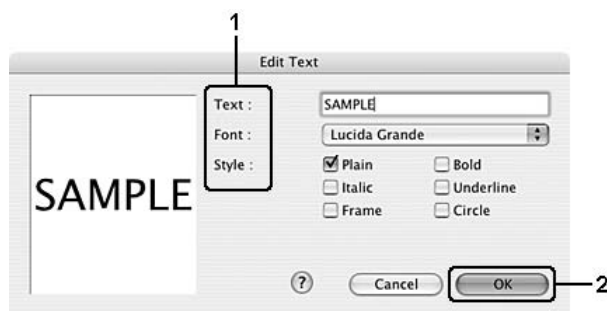 1
Edit Text
Text :
SAMPLE
Font :
Lucida Grande
Style :
Plain
Bold
Italic
Underline
Frame
Circle
SAMPLE
?
Cancel
OK
2